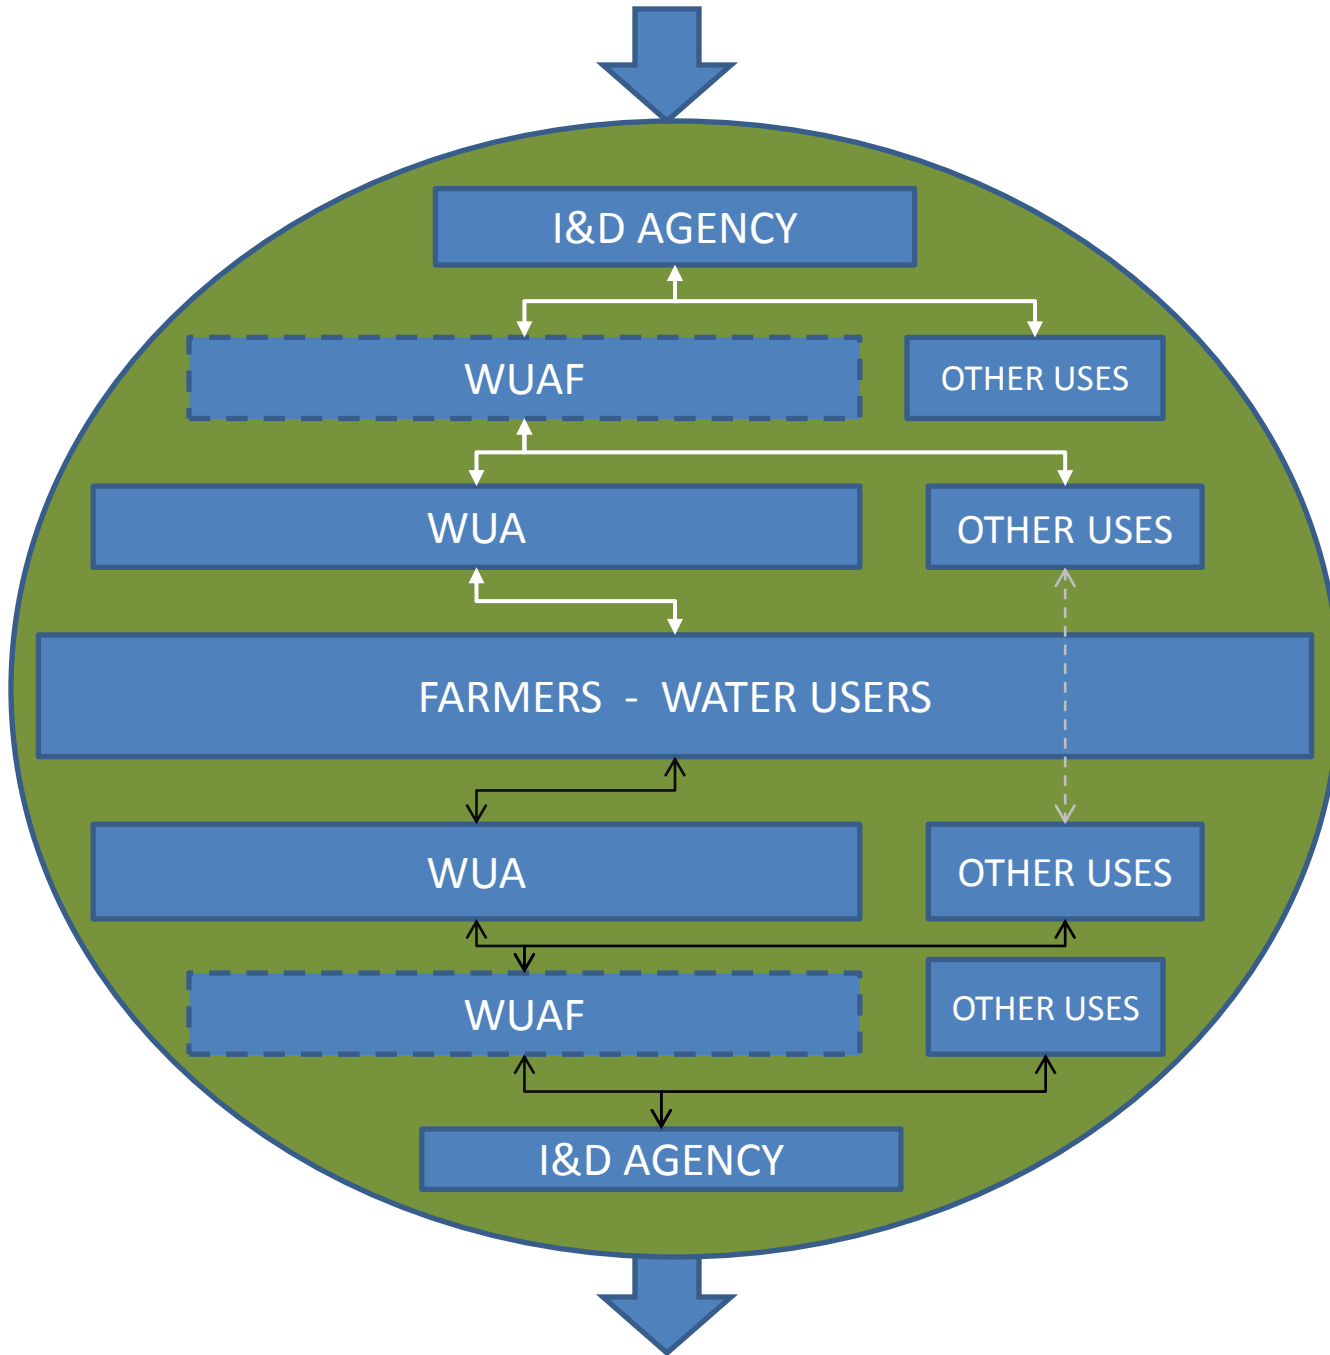 I&D AGENCY
WUAF
OTHER USES
WUA
OTHER USES
FARMERS - WATER USERS
WUA
OTHER USES
WUAF
OTHER USES
I&D AGENCY